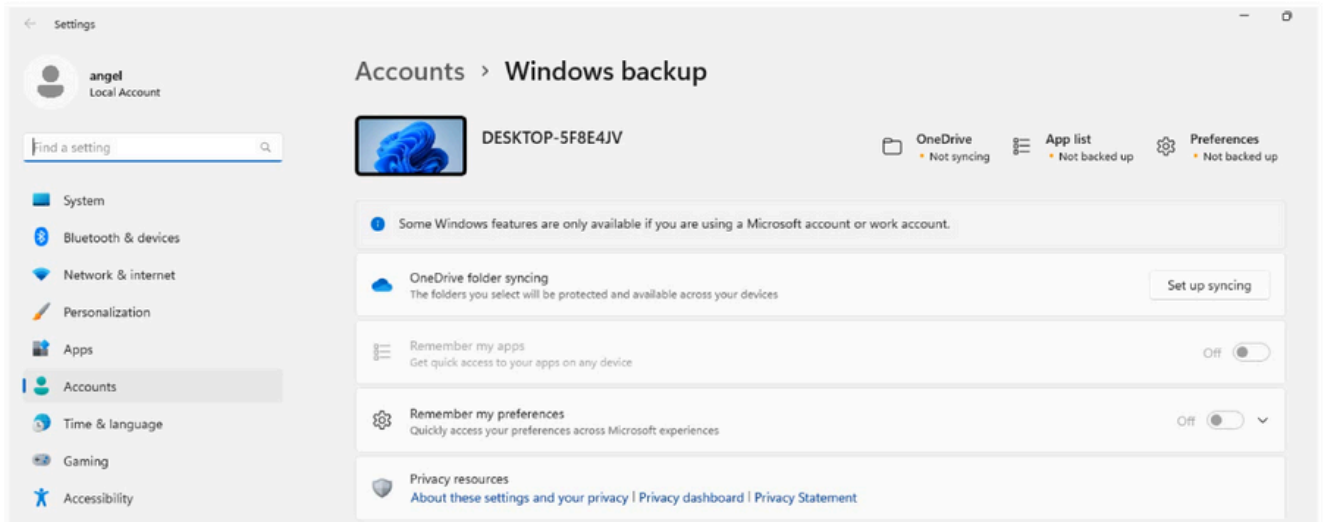 Settings
angel
Local Account
Find a setting
System
Bluetooth & devices
Network & internet
Personalization
Apps
Accounts
Time & language
Gaming
Accessibility
Accounts > Windows backup
DESKTOP-5F8E4JV
OneDrive
• Not syncing
App list
• Not backed up
Preferences
• Not backed up
Some Windows features are only available if you are using a Microsoft account or work account.
OneDrive folder syncing
The folders you select will be protected and available across your devices
Set up syncing
Remember my apps
Get quick access to your apps on any device
Off
Remember my preferences
Quickly access your preferences across Microsoft experiences
Off
Privacy resources
About these settings and your privacy | Privacy dashboard | Privacy Statement